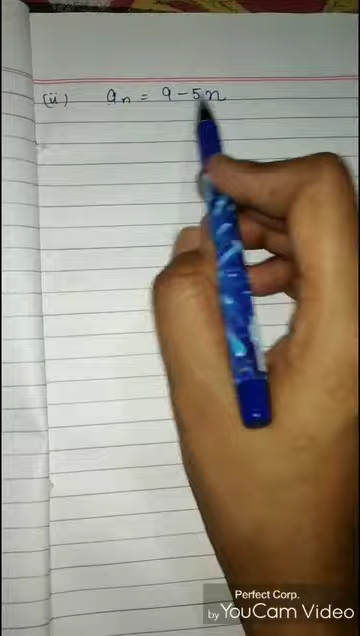 (ii) aₙ = 9 - 5n
Perfect Corp.
by YouCam Video